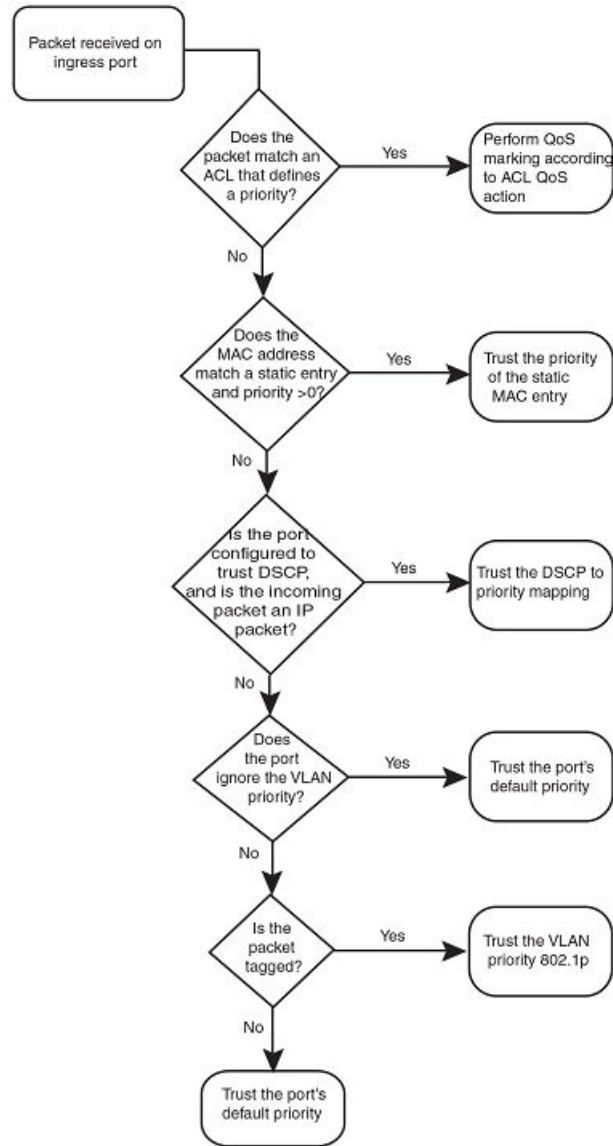 Packet received on
ingress port
Does the
packet match an
ACL that defines
a priority?
Yes
Perform QoS
marking according
to ACL QoS
action
No
Does the
MAC address
match a static entry
and priority >0?
Yes
Trust the priority
of the static
MAC entry
No
Is the port
configured to
trust DSCP,
and is the incoming
packet an IP
packet?
Yes
Trust the DSCP to
priority mapping
No
Does
the port
ignore the VLAN
priority?
Yes
Trust the port's
default priority
No
Is the
packet
tagged?
Yes
Trust the VLAN
priority 802.1p
No
Trust the port's
default priority